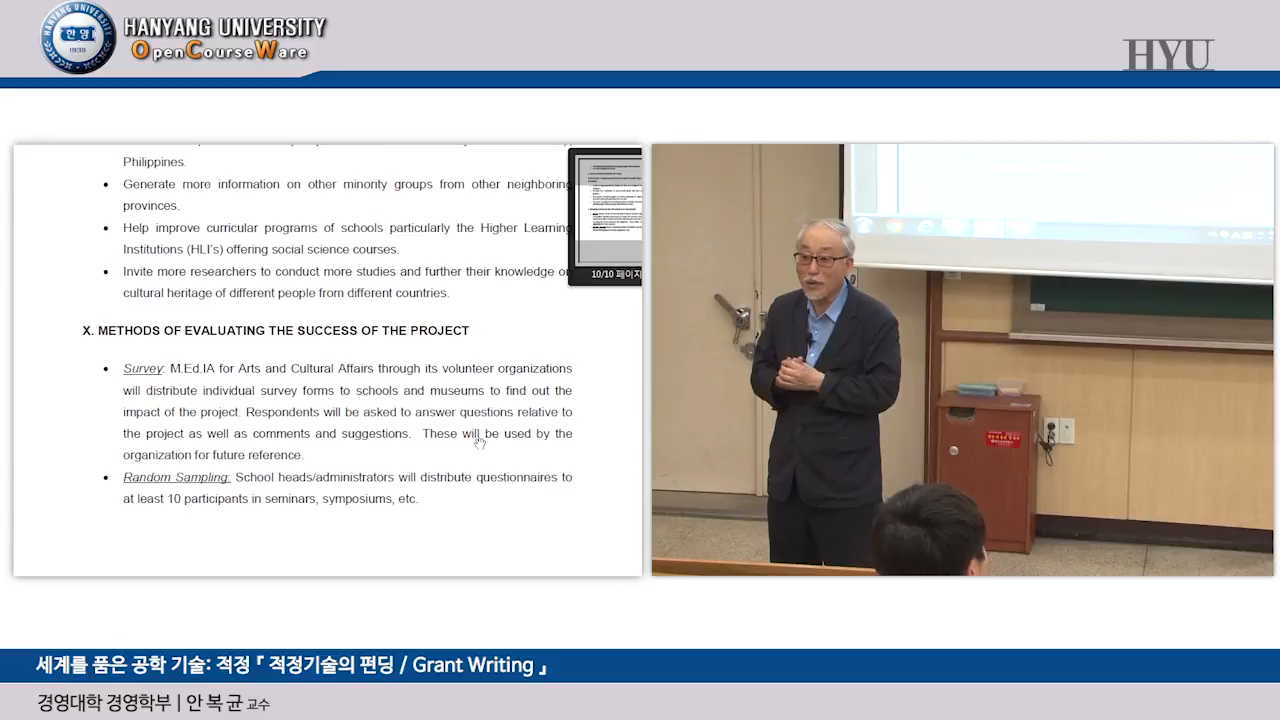 HANYANG UNIVERSITY
OpenCourseWare
한양
1939
HYU
Philippines.
• Generate more information on other minority groups from other neighboring
provinces.
• Help improve curricular programs of schools particularly the Higher Learning
Institutions (HLI's) offering social science courses.
• Invite more researchers to conduct more studies and further their knowledge on
cultural heritage of different people from different countries.
10/10 페이지
X. METHODS OF EVALUATING THE SUCCESS OF THE PROJECT
• Survey: M.Ed.IA for Arts and Cultural Affairs through its volunteer organizations
will distribute individual survey forms to schools and museums to find out the
impact of the project. Respondents will be asked to answer questions relative to
the project as well as comments and suggestions. These will be used by the
organization for future reference.
• Random Sampling: School heads/administrators will distribute questionnaires to
at least 10 participants in seminars, symposiums, etc.
세계를 품은 공학 기술: 적정 『 적정기술의 펀딩 / Grant Writing 』
경영대학 경영학부 | 안 복 균 교수